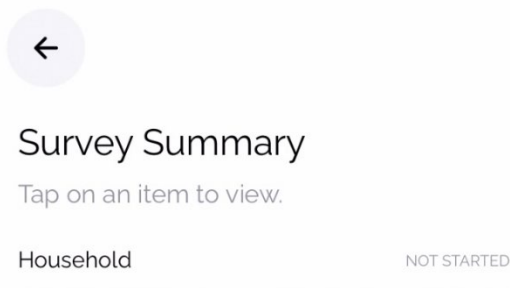 Survey Summary
Tap on an item to view.
Household NOT STARTED